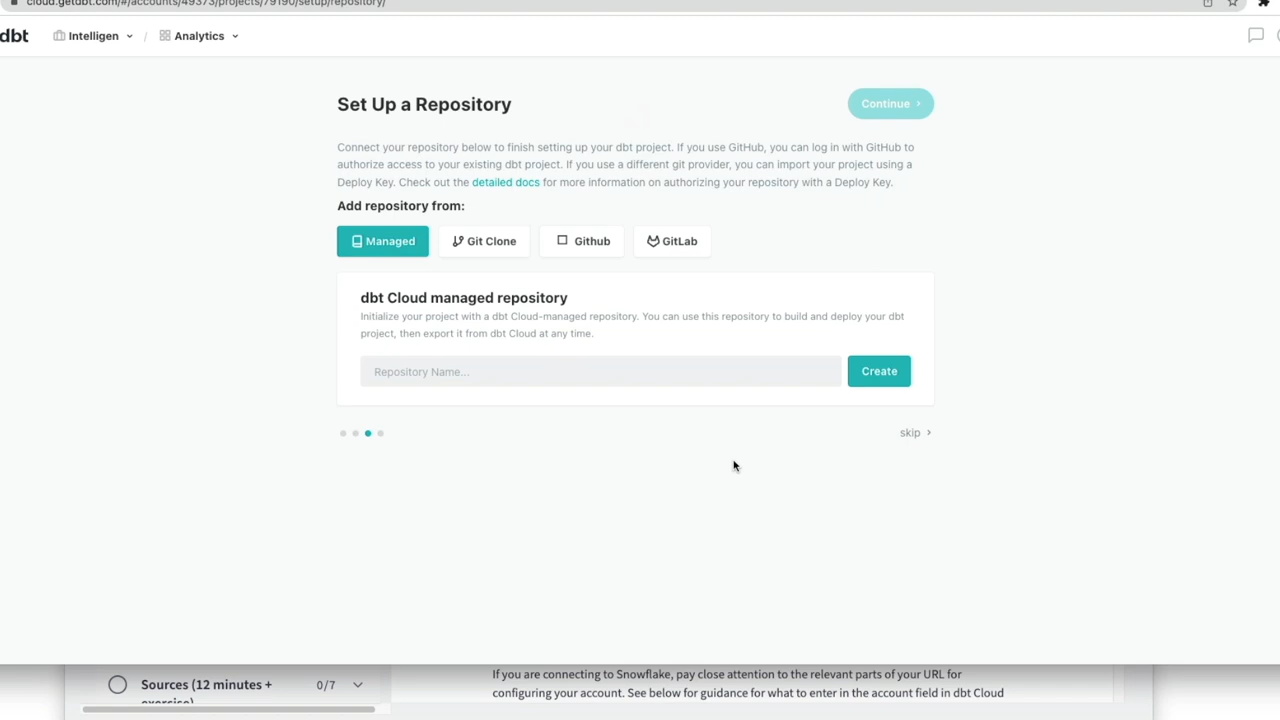 cloud.getdbt.com/#/accounts/49373/projects/79190/setup/repository/
dbt Intelligen / Analytics
Set Up a Repository
Continue
Connect your repository below to finish setting up your dbt project. If you use GitHub, you can log in with GitHub to
authorize access to your existing dbt project. If you use a different git provider, you can import your project using a
Deploy Key. Check out the detailed docs for more information on authorizing your repository with a Deploy Key.
Add repository from:
Managed Git Clone Github GitLab
dbt Cloud managed repository
Initialize your project with a dbt Cloud-managed repository. You can use this repository to build and deploy your dbt
project, then export it from dbt Cloud at any time.
Repository Name... Create
skip
Sources (12 minutes + 0/7
exercise)
If you are connecting to Snowflake, pay close attention to the relevant parts of your URL for
configuring your account. See below for guidance for what to enter in the account field in dbt Cloud